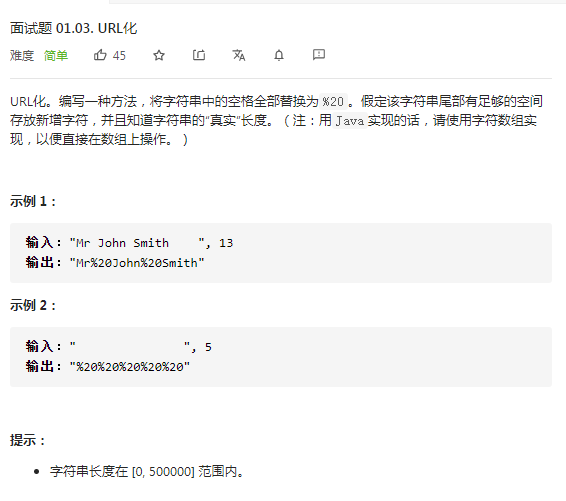 面试题 01.03. URL化
难度 简单 45
URL化。编写一种方法，将字符串中的空格全部替换为 %20 。假定该字符串尾部有足够的空间
存放新增字符，并且知道字符串的“真实”长度。（注：用 Java 实现的话，请使用字符数组实
现，以便直接在数组上操作。）
示例 1：
输入："Mr John Smith    ", 13
输出："Mr%20John%20Smith"
示例 2：
输入："               ", 5
输出："%20%20%20%20%20"
提示：
• 字符串长度在 [0, 500000] 范围内。